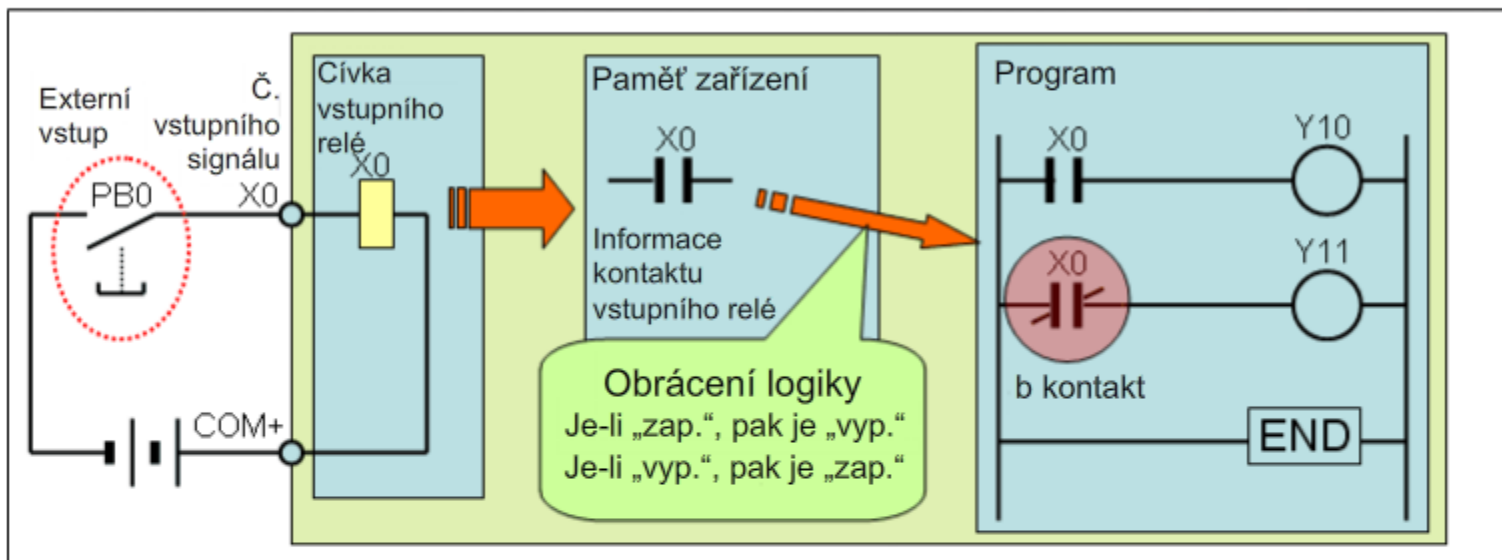 Externí
vstup
Č.
vstupního
signálu
X0
PB0
COM+
Cívka
vstupního
relé
X0
Paměť zařízení
X0
Informace
kontaktu
vstupního relé
Obrácení logiky
Je-li „zap.“, pak je „vyp.“
Je-li „vyp.“, pak je „zap.“
Program
X0
Y10
X0
Y11
b kontakt
END